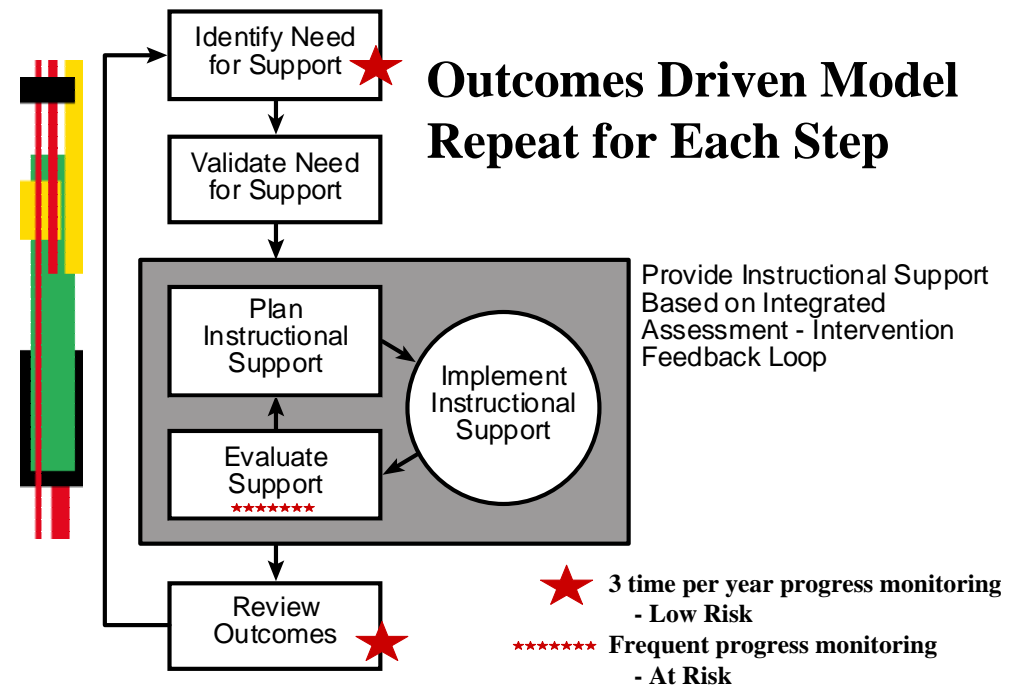 Identify Need
for Support
Outcomes Driven Model
Repeat for Each Step
Validate Need
for Support
Provide Instructional Support
Based on Integrated
Assessment - Intervention
Feedback Loop
Plan
Instructional
Support
Implement
Instructional
Support
Evaluate
Support
Review
Outcomes
3 time per year progress monitoring
- Low Risk
Frequent progress monitoring
- At Risk